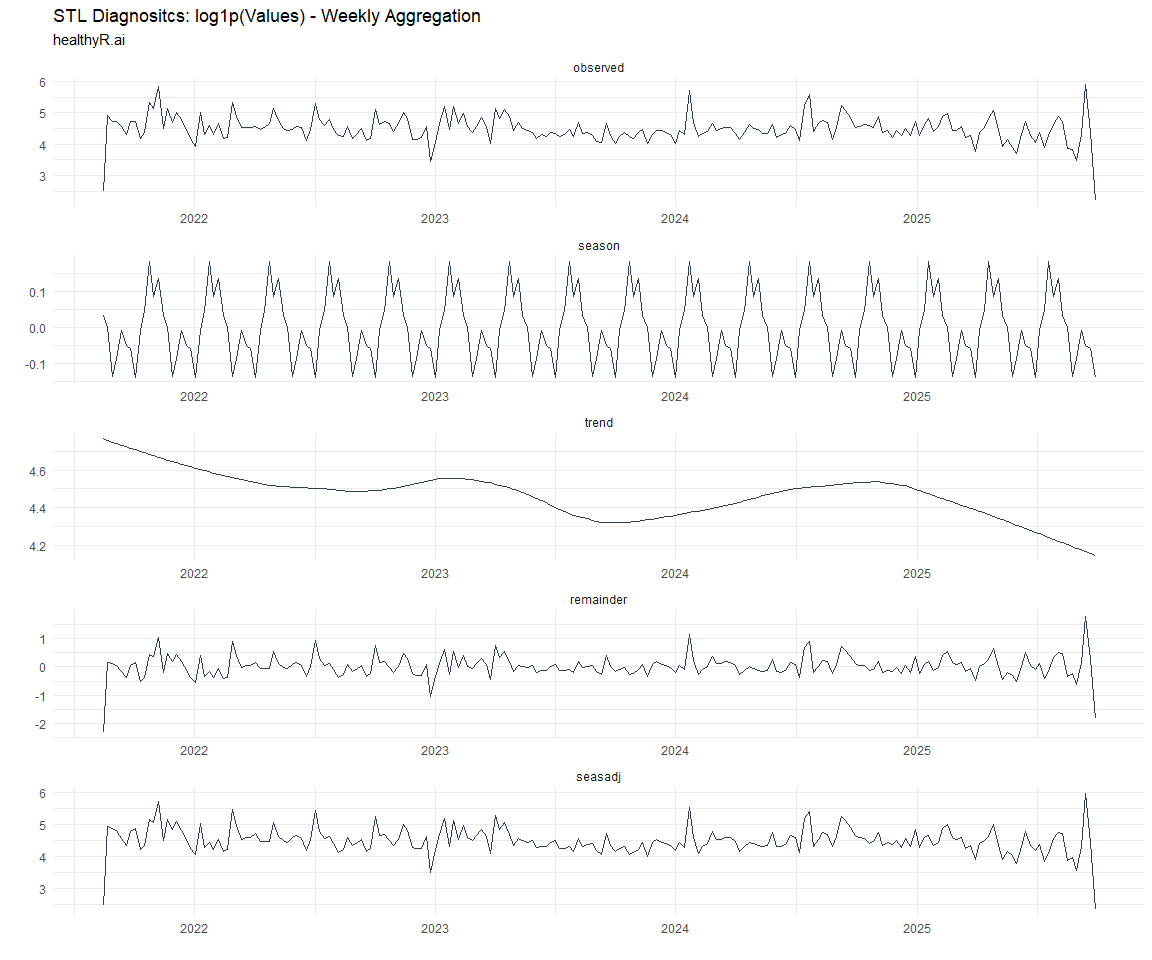 STL Diagnositcs: log1p(Values) - Weekly Aggregation
healthyR.ai
observed
6
5
4
3
2022 2023 2024 2025
season
0.1
0.0
-0.1
2022 2023 2024 2025
trend
4.6
4.4
4.2
2022 2023 2024 2025
remainder
1
0
-1
-2
2022 2023 2024 2025
seasadj
6
5
4
3
2022 2023 2024 2025